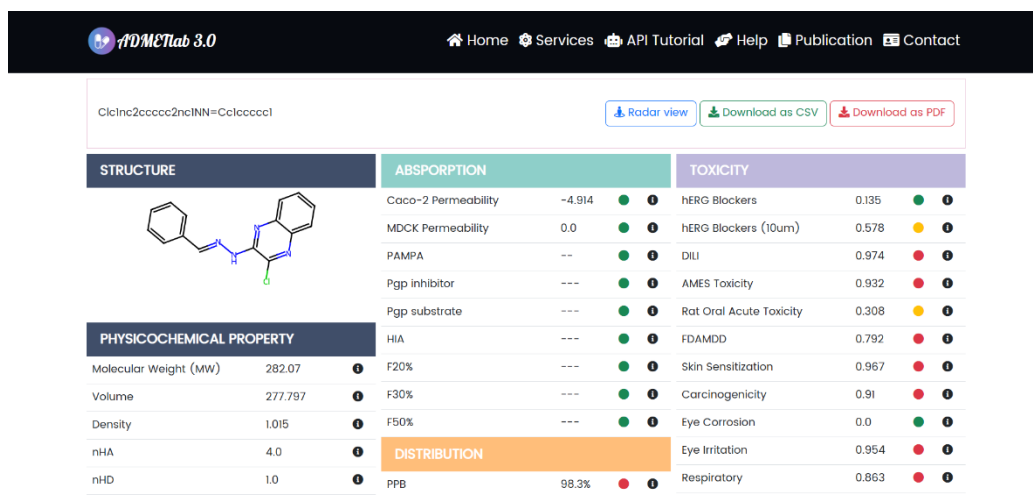 ADMETlab 3.0
Home Services API Tutorial Help Publication Contact
Clc1nc2ccccc2nc1NN=Cc1ccccc1
Radar view Download as CSV Download as PDF
STRUCTURE
N
N
H
N
N
Cl
PHYSICOCHEMICAL PROPERTY
Molecular Weight (MW) 282.07
Volume 277.797
Density 1.015
nHA 4.0
nHD 1.0
ABSPORPTION
Caco-2 Permeability -4.914
MDCK Permeability 0.0
PAMPA --
Pgp inhibitor ---
Pgp substrate ---
HIA ---
F20% ---
F30% ---
F50% ---
DISTRIBUTION
PPB 98.3%
TOXICITY
hERG Blockers 0.135
hERG Blockers (10um) 0.578
DILI 0.974
AMES Toxicity 0.932
Rat Oral Acute Toxicity 0.308
FDAMDD 0.792
Skin Sensitization 0.967
Carcinogenicity 0.91
Eye Corrosion 0.0
Eye Irritation 0.954
Respiratory 0.863